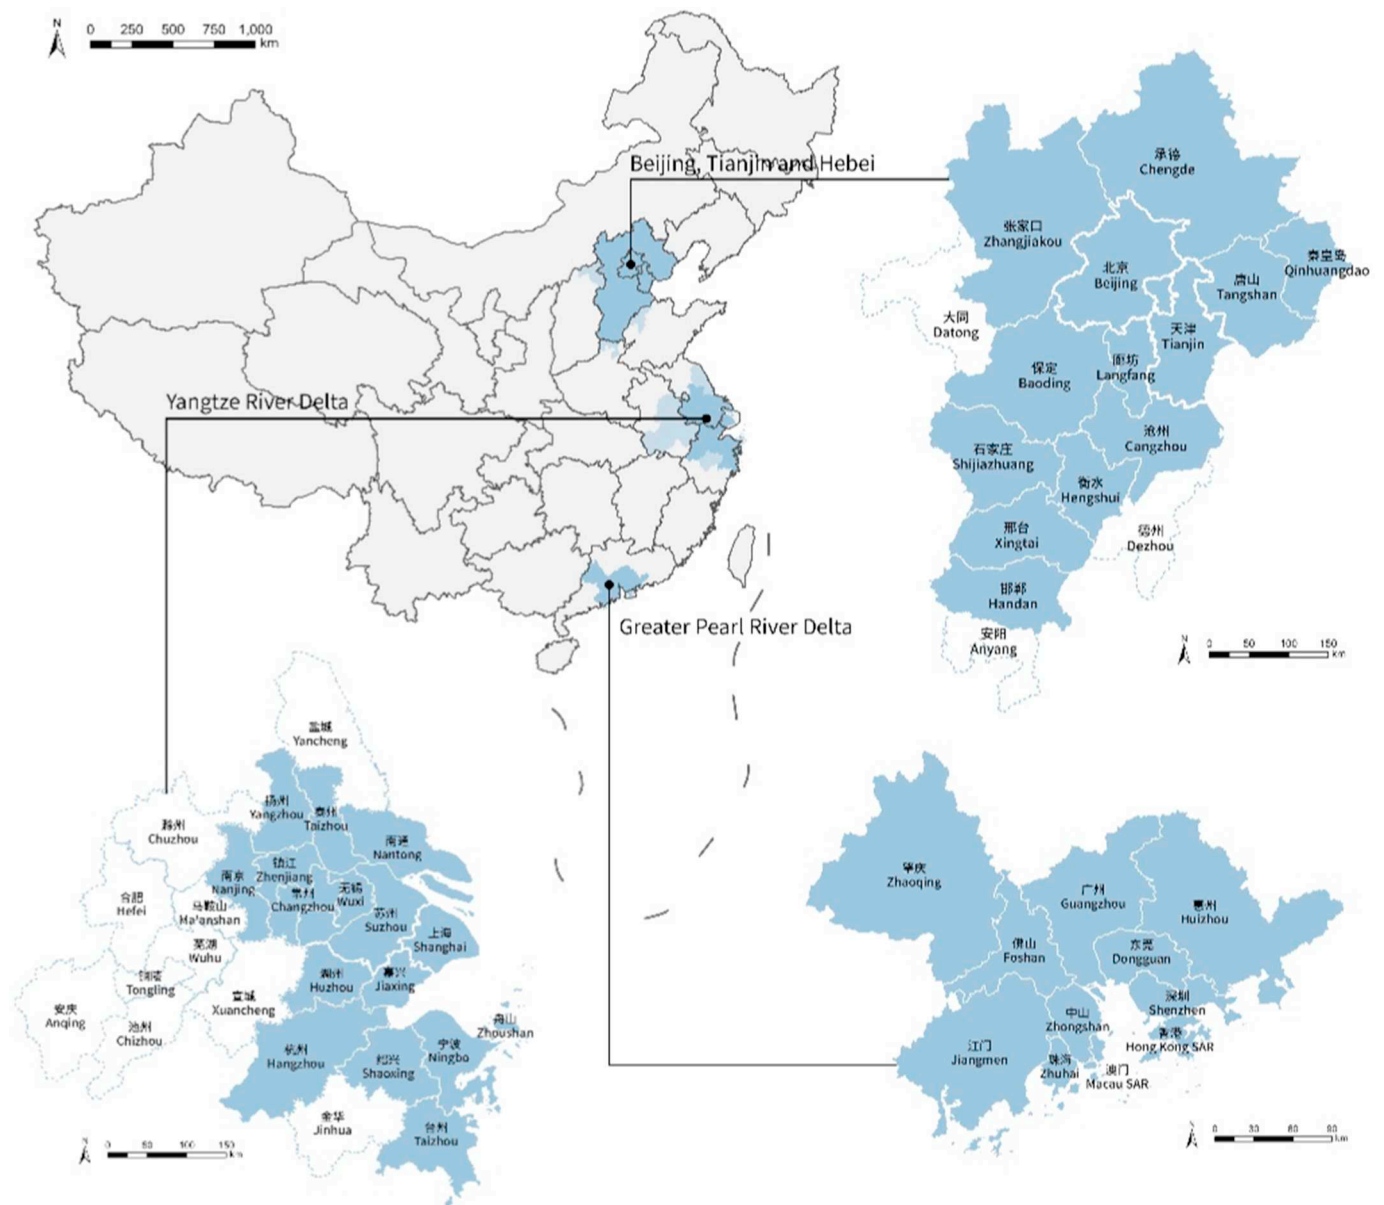 N
0 250 500 750 1,000
km
Beijing, Tianjin and Hebei
Yangtze River Delta
Greater Pearl River Delta
承德
Chengde
张家口
Zhangjiakou
秦皇岛
Qinhuangdao
北京
Beijing
唐山
Tangshan
大同
Datong
天津
Tianjin
保定
Baoding
廊坊
Langfang
沧州
Cangzhou
石家庄
Shijiazhuang
衡水
Hengshui
邢台
Xingtai
德州
Dezhou
邯郸
Handan
安阳
Anyang
N
0 50 100 150
km
盐城
Yancheng
扬州
Yangzhou
泰州
Taizhou
滁州
Chuzhou
南通
Nantong
镇江
Zhenjiang
南京
Nanjing
常州
Changzhou
无锡
Wuxi
合肥
Hefei
马鞍山
Ma'anshan
苏州
Suzhou
上海
Shanghai
芜湖
Wuhu
铜陵
Tongling
湖州
Huzhou
嘉兴
Jiaxing
宣城
Xuancheng
安庆
Anqing
池州
Chizhou
舟山
Zhoushan
杭州
Hangzhou
绍兴
Shaoxing
宁波
Ningbo
金华
Jinhua
台州
Taizhou
N
0 50 100 150
km
肇庆
Zhaoqing
广州
Guangzhou
惠州
Huizhou
佛山
Foshan
东莞
Dongguan
深圳
Shenzhen
中山
Zhongshan
香港
Hong Kong SAR
江门
Jiangmen
珠海
Zhuhai
澳门
Macau SAR
N
0 30 60 90
km